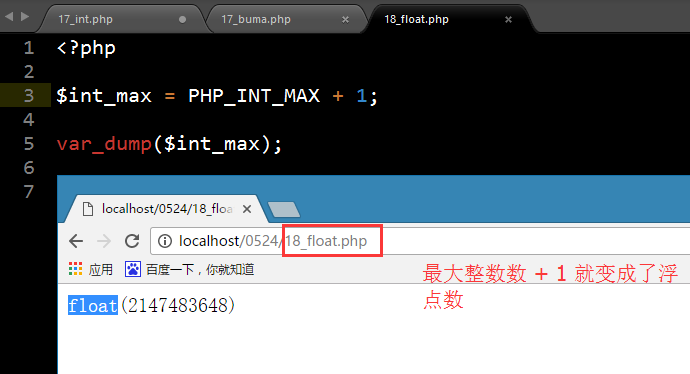 17_int.php
17_buma.php
18_float.php
1 <?php
2
3 $int_max = PHP_INT_MAX + 1;
4
5 var_dump($int_max);
6
7
localhost/0524/18_floa
localhost/0524/18_float.php
应用 百度一下，你就知道
float(2147483648)
最大整数数 + 1 就变成了浮
点数